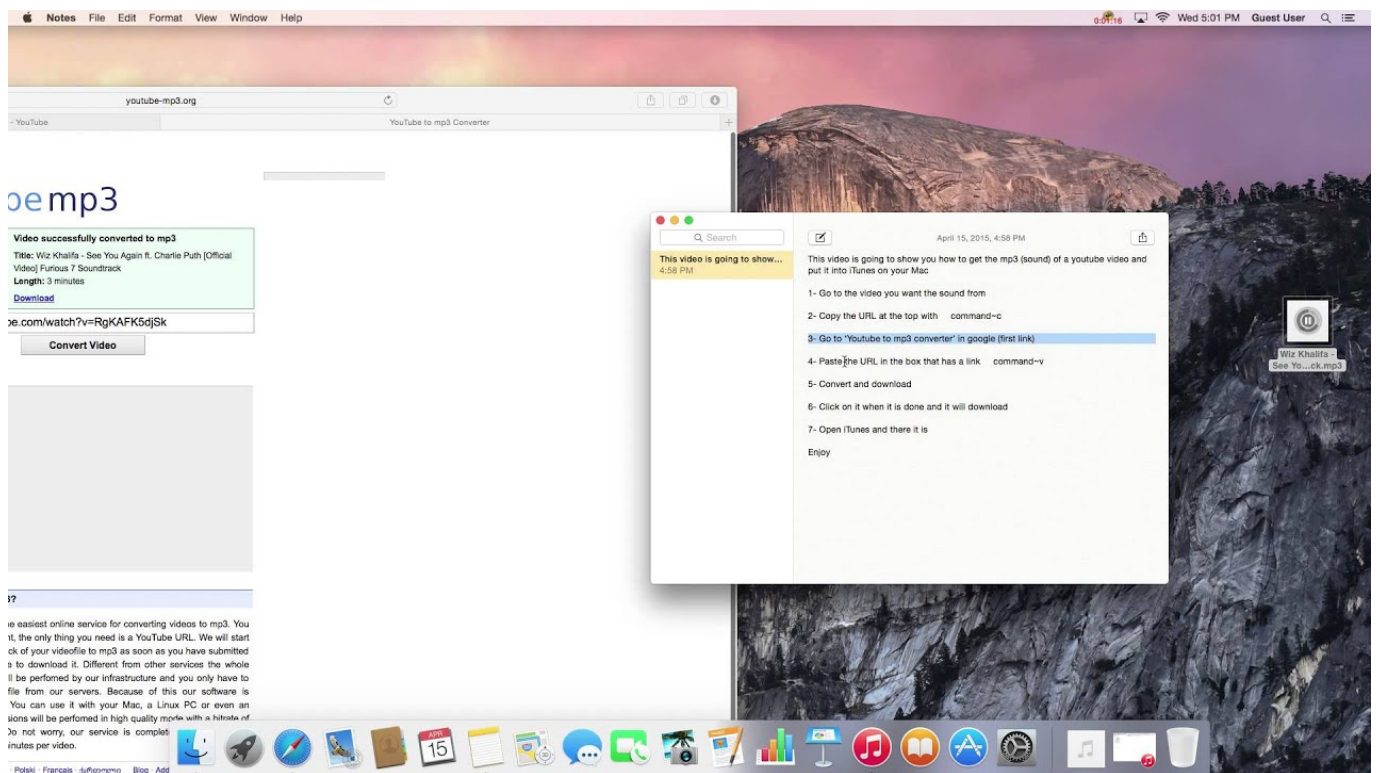 Notes File Edit Format View Window Help
0:01:16 Wed 5:01 PM Guest User
youtube-mp3.org
- YouTube
YouTube to mp3 Converter
be mp3
Video successfully converted to mp3
Title: Wiz Khalifa - See You Again ft. Charlie Puth [Official
Video] Furious 7 Soundtrack
Length: 3 minutes
Download
be.com/watch?v=RgKAFK5djSk
Convert Video
3?
e easiest online service for converting videos to mp3. You
nt, the only thing you need is a YouTube URL. We will start
ck of your videofile to mp3 as soon as you have submitted
e to download it. Different from other services the whole
ll be perfomed by our infrastructure and you only have to
file from our servers. Because of this our software is
You can use it with your Mac, a Linux PC or even an
sions will be perfomed in high quality mode with a bitrate of
Do not worry, our service is complet
inutes per video.
- Polski - Français - ქართული Blog - Add
Search
This video is going to show...
4:58 PM
April 15, 2015, 4:58 PM
This video is going to show you how to get the mp3 (sound) of a youtube video and
put it into iTunes on your Mac
1- Go to the video you want the sound from
2- Copy the URL at the top with command~c
3- Go to 'Youtube to mp3 converter' in google (first link)
4- Paste the URL in the box that has a link command~v
5- Convert and download
6- Click on it when it is done and it will download
7- Open iTunes and there it is
Enjoy
Wiz Khalifa -
See Yo...ck.mp3
APR
15